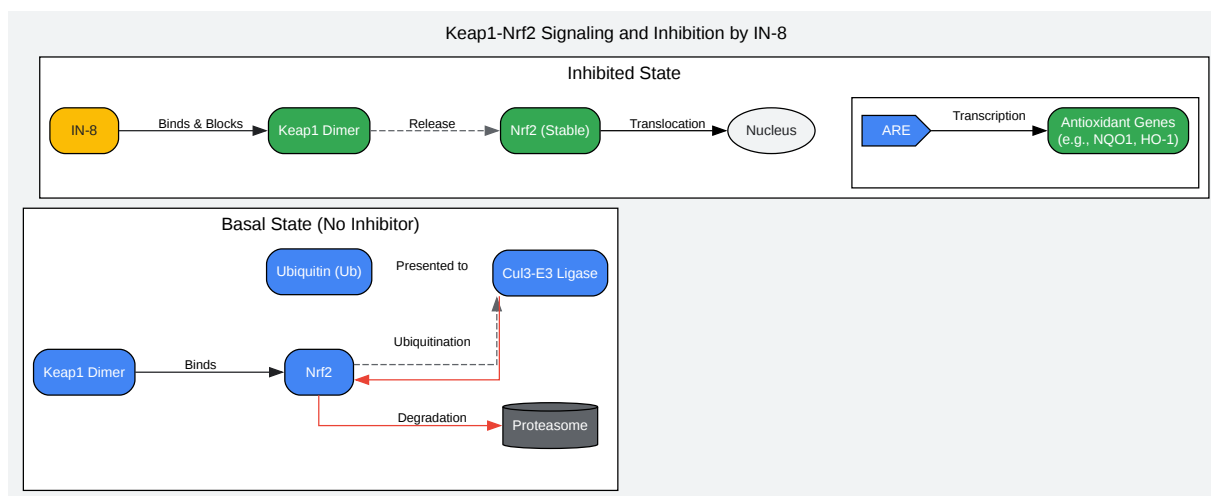 Keap1-Nrf2 Signaling and Inhibition by IN-8
Inhibited State
IN-8
Binds & Blocks
Keap1 Dimer
Release
Nrf2 (Stable)
Translocation
Nucleus
ARE
Transcription
Antioxidant Genes
(e.g., NQO1, HO-1)
Basal State (No Inhibitor)
Ubiquitin (Ub)
Presented to
Cul3-E3 Ligase
Ubiquitination
Keap1 Dimer
Binds
Nrf2
Degradation
Proteasome